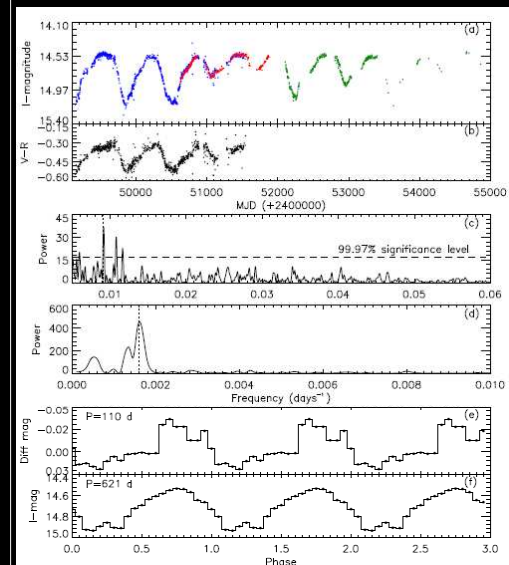 14.10
14.53
14.97
15.40
I-magnitude
(a)
-0.15
-0.30
-0.45
-0.60
V-R
(b)
50000 51000 52000 53000 54000 55000
MJD (+2400000)
45
30
15
0
Power
(c)
99.97% significance level
0.01 0.02 0.03 0.04 0.05 0.06
600
400
200
0
Power
(d)
0.000 0.002 0.004 0.006 0.008 0.010
Frequency (days⁻¹)
-0.05
-0.02
0.00
0.03
Diff mag
P=110 d
(e)
14.4
14.6
14.8
15.0
I-mag
P=621 d
(f)
0.0 0.5 1.0 1.5 2.0 2.5 3.0
Phase